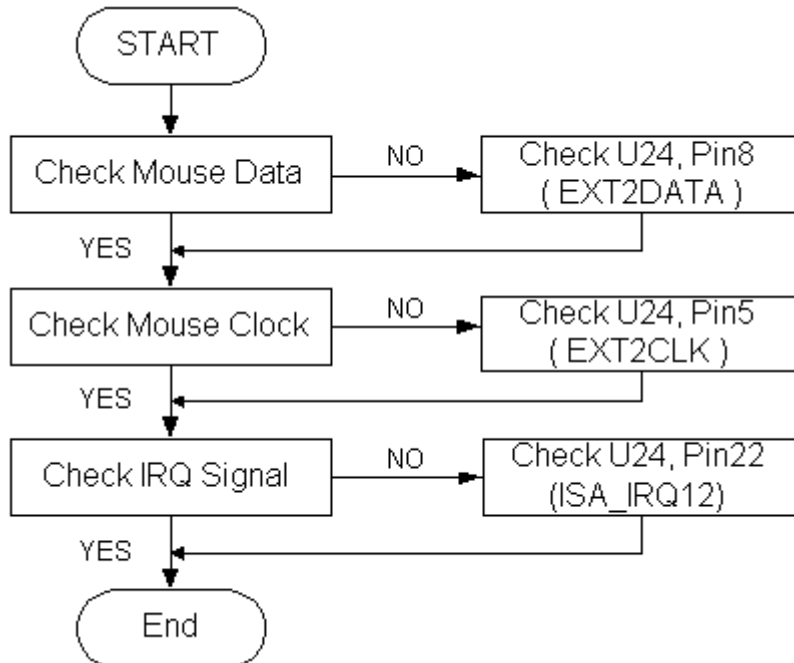 START
Check Mouse Data
NO
Check U24, Pin8
( EXT2DATA )
YES
Check Mouse Clock
NO
Check U24, Pin5
( EXT2CLK )
YES
Check IRQ Signal
NO
Check U24, Pin22
(ISA_IRQ12)
YES
End